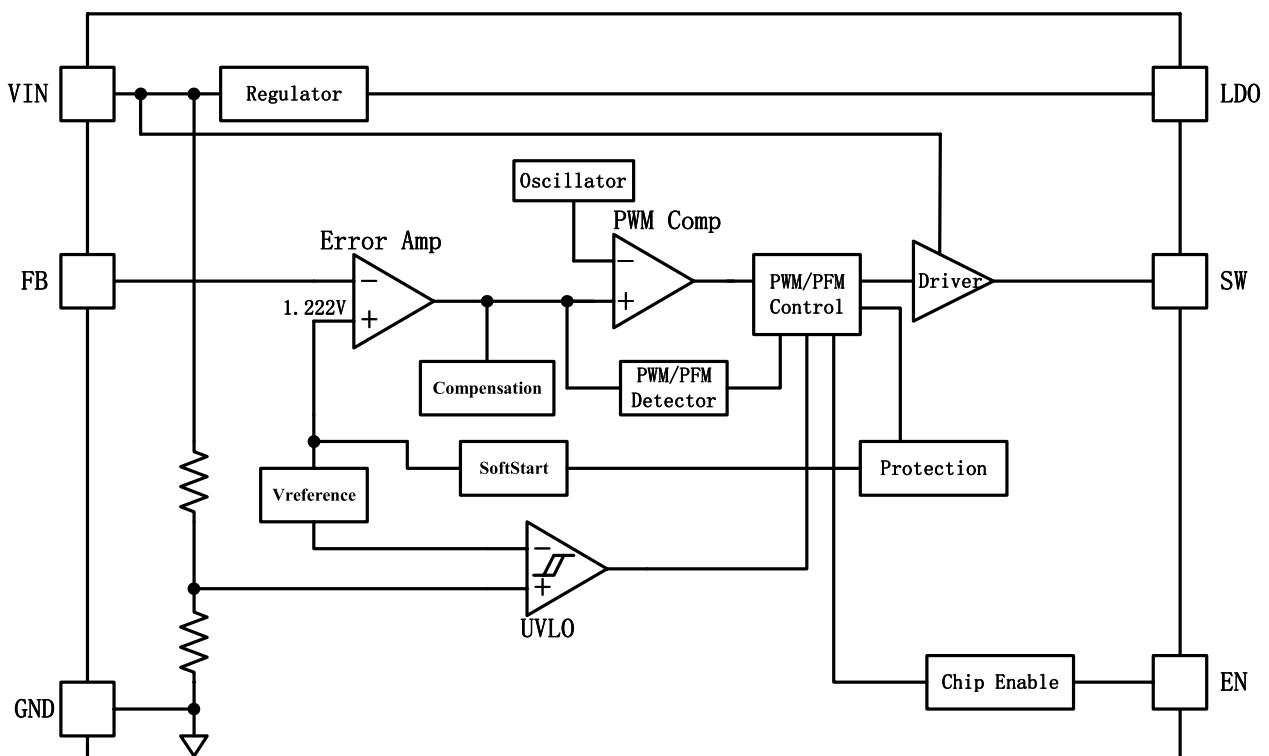 VIN
Regulator
LDO
Oscillator
PWM Comp
Error Amp
FB
−
−
PWM/PFM
Control
Driver
SW
1.222V
+
+
Compensation
PWM/PFM
Detector
SoftStart
Protection
Vreference
−
+
UVLO
Chip Enable
EN
GND